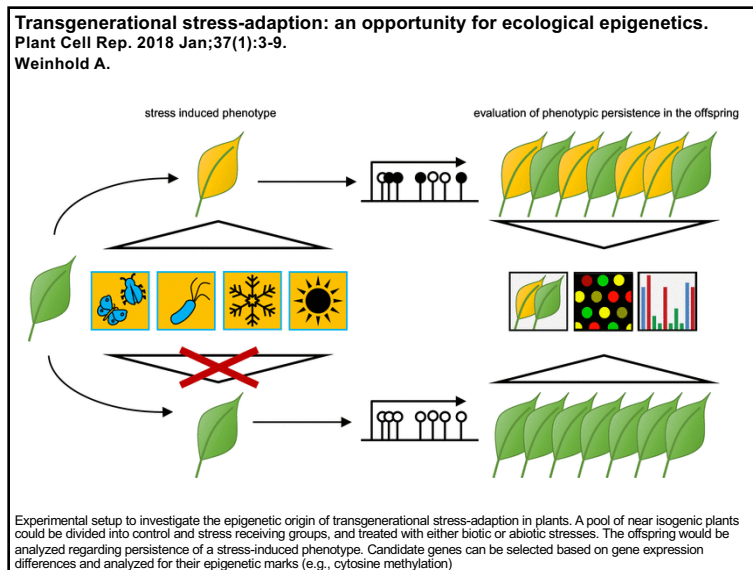 Transgenerational stress-adaption: an opportunity for ecological epigenetics.
Plant Cell Rep. 2018 Jan;37(1):3-9.
Weinhold A.
stress induced phenotype
evaluation of phenotypic persistence in the offspring
Experimental setup to investigate the epigenetic origin of transgenerational stress-adaption in plants. A pool of near isogenic plants
could be divided into control and stress receiving groups, and treated with either biotic or abiotic stresses. The offspring would be
analyzed regarding persistence of a stress-induced phenotype. Candidate genes can be selected based on gene expression
differences and analyzed for their epigenetic marks (e.g., cytosine methylation)